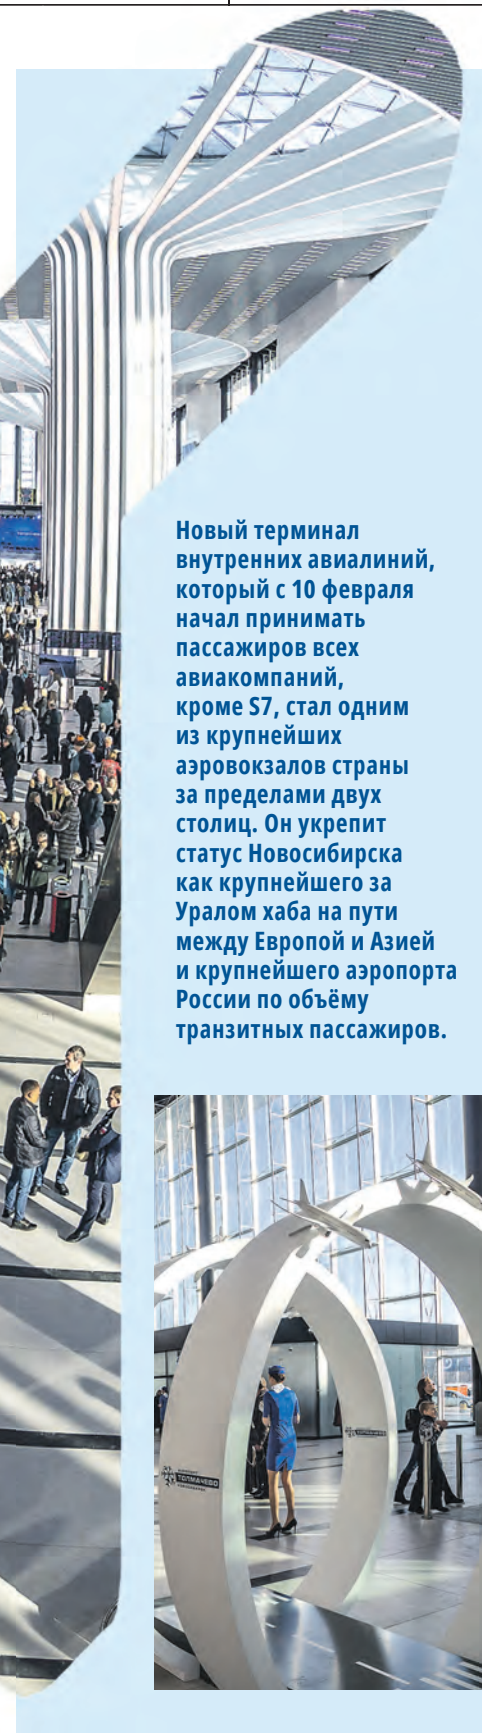 Новый терминал
внутренних авиалиний,
который с 10 февраля
начал принимать
пассажиров всех
авиакомпаний,
кроме S7, стал одним
из крупнейших
аэровокзалов страны
за пределами двух
столиц. Он укрепит
статус Новосибирска
как крупнейшего за
Уралом хаба на пути
между Европой и Азией
и крупнейшего аэропорта
России по объёму
транзитных пассажиров.
ТОЛМАЧЕВО
ТОЛМАЧЕВО